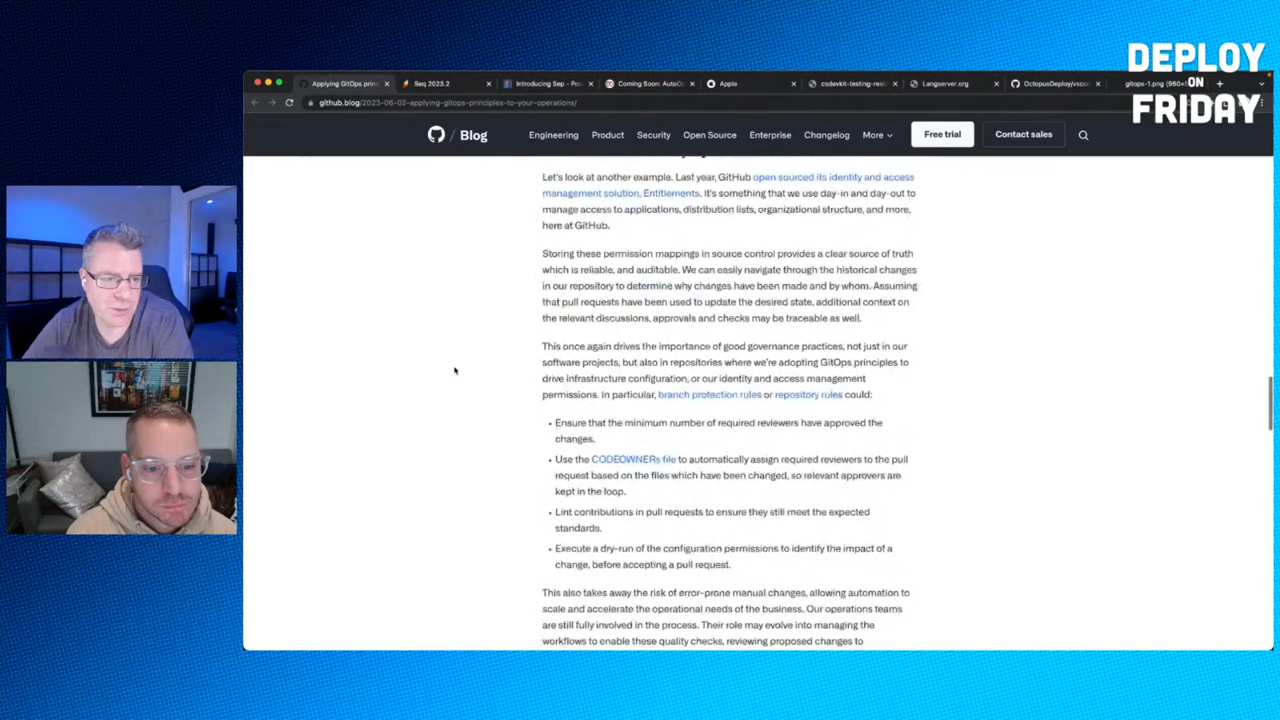 DEPLOY
ON
FRIDAY
Applying GitOps princ
Seq 2023.2
Introducing Sep - Po
Coming Soon: AutoO
Apple
csdevkit-testing-resi
Langserver.org
OctopusDeploy/vsco
gitops-1.png (960×
github.blog/2023-06-02-applying-gitops-principles-to-your-operations/
/ Blog
Engineering
Product
Security
Open Source
Enterprise
Changelog
More
Free trial
Contact sales
Let's look at another example. Last year, GitHub open sourced its identity and access
management solution, Entitlements. It's something that we use day-in and day-out to
manage access to applications, distribution lists, organizational structure, and more,
here at GitHub.
Storing these permission mappings in source control provides a clear source of truth
which is reliable, and auditable. We can easily navigate through the historical changes
in our repository to determine why changes have been made and by whom. Assuming
that pull requests have been used to update the desired state, additional context on
the relevant discussions, approvals and checks may be traceable as well.
This once again drives the importance of good governance practices, not just in our
software projects, but also in repositories where we're adopting GitOps principles to
drive infrastructure configuration, or our identity and access management
permissions. In particular, branch protection rules or repository rules could:
• Ensure that the minimum number of required reviewers have approved the
changes.
• Use the CODEOWNERs file to automatically assign required reviewers to the pull
request based on the files which have been changed, so relevant approvers are
kept in the loop.
• Lint contributions in pull requests to ensure they still meet the expected
standards.
• Execute a dry-run of the configuration permissions to identify the impact of a
change, before accepting a pull request.
This also takes away the risk of error-prone manual changes, allowing automation to
scale and accelerate the operational needs of the business. Our operations teams
are still fully involved in the process. Their role may evolve into managing the
workflows to enable these quality checks, reviewing proposed changes to